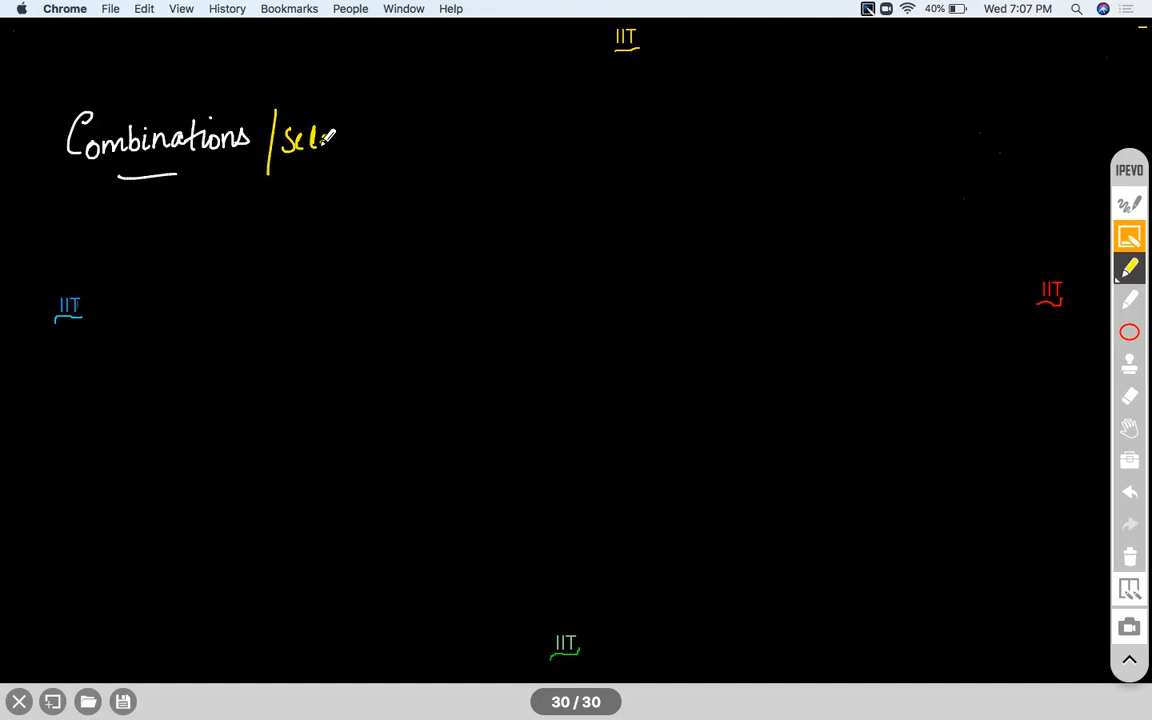 Chrome File Edit View History Bookmarks People Window Help 40% Wed 7:07 PM
IIT
Combinations / sele
IPEVO
IIT
IIT
IIT
30 / 30